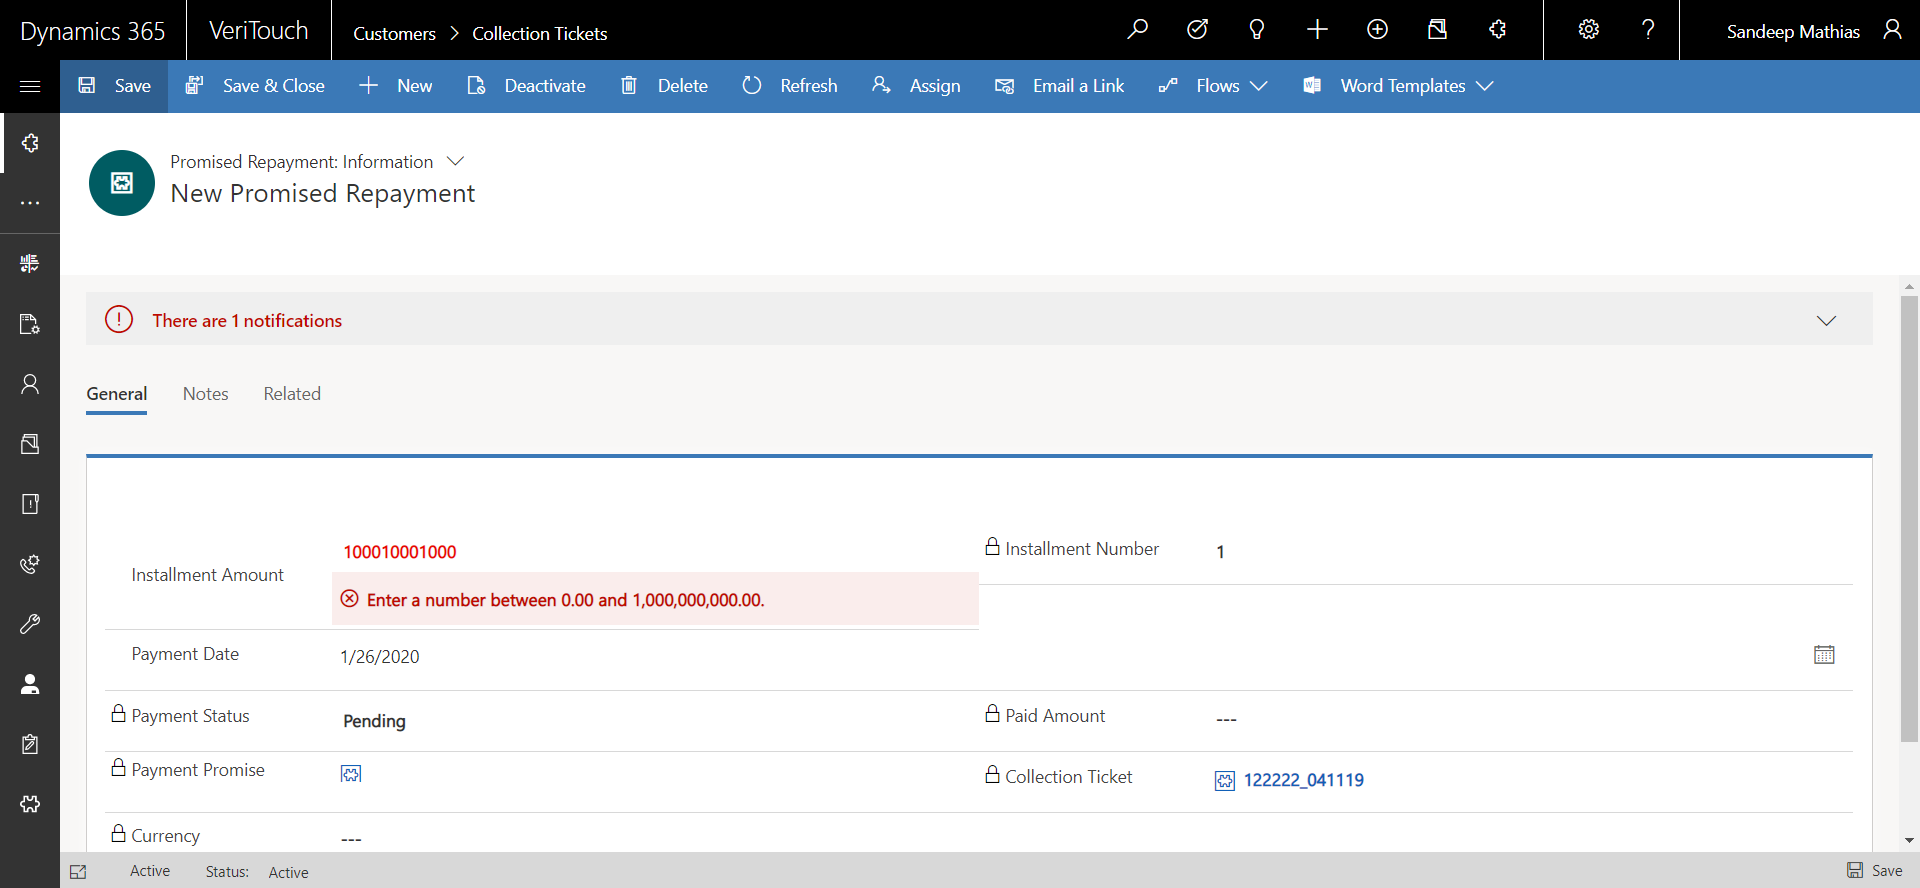 Dynamics 365 VeriTouch Customers > Collection Tickets ? Sandeep Mathias
Save Save & Close New Deactivate Delete Refresh Assign Email a Link Flows Word Templates
Promised Repayment: Information
New Promised Repayment
There are 1 notifications
General Notes Related
Installment Amount 100010001000
Enter a number between 0.00 and 1,000,000,000.00.
Installment Number 1
Payment Date 1/26/2020
Payment Status Pending Paid Amount ---
Payment Promise Collection Ticket 122222_041119
Currency ---
Active Status: Active Save